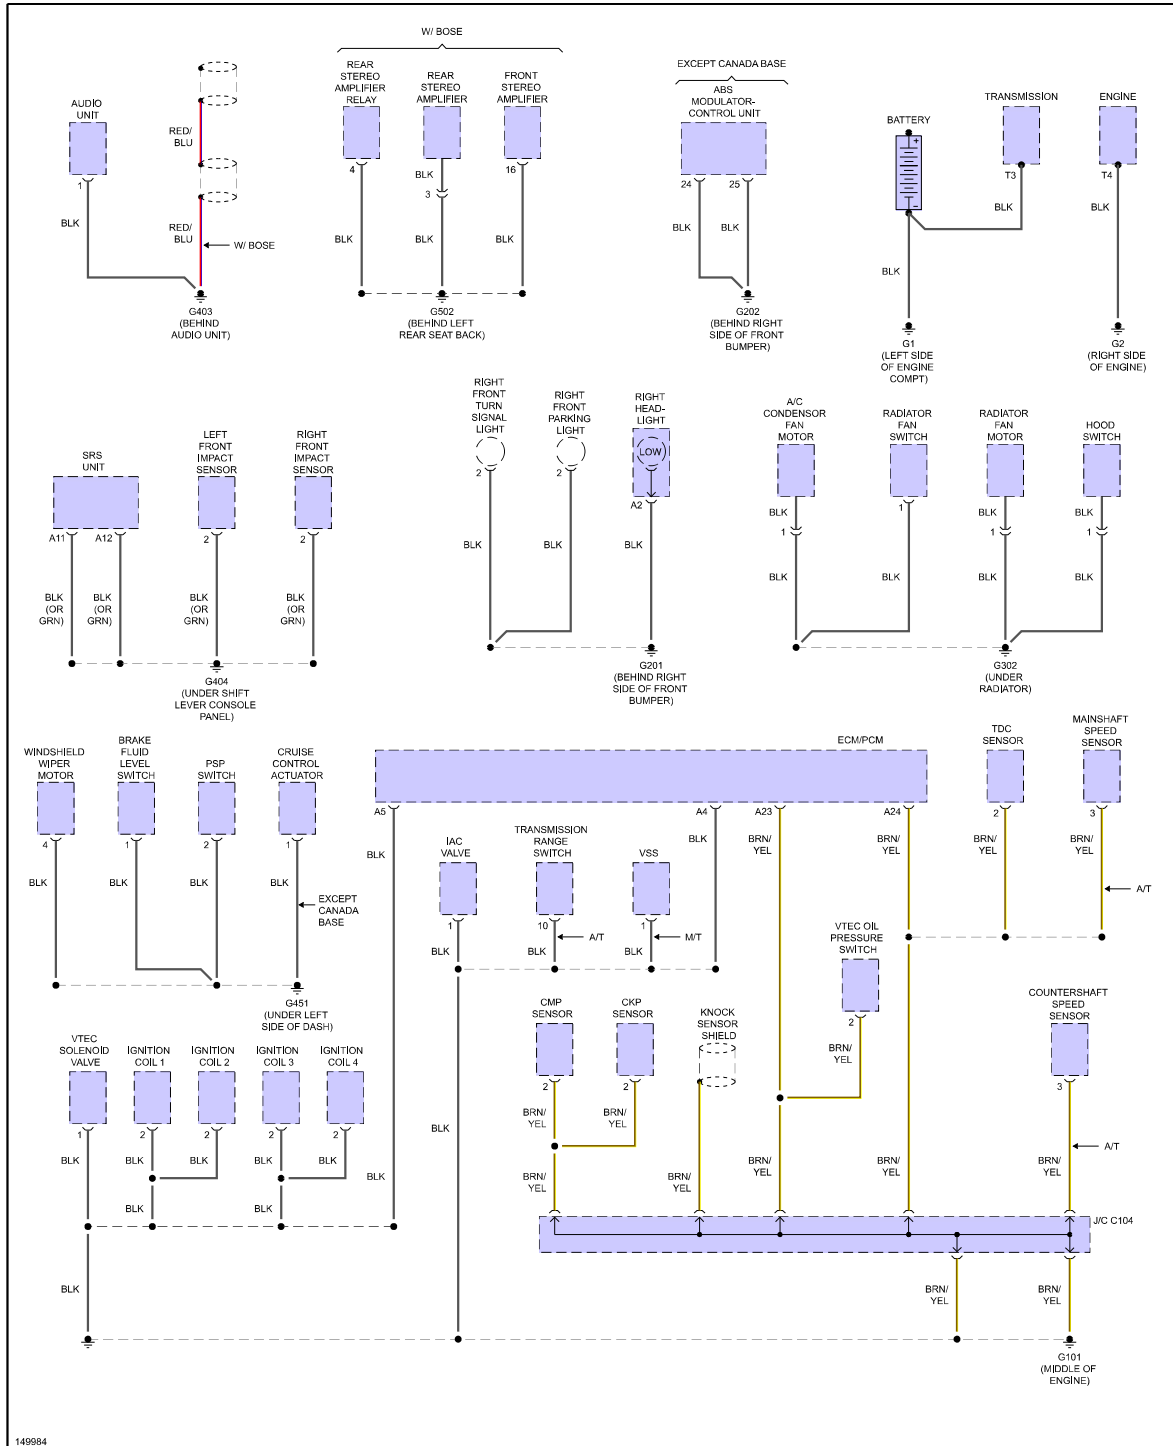 W/ BOSE
EXCEPT CANADA BASE
REAR
STEREO
AMPLIFIER
RELAY
REAR
STEREO
AMPLIFIER
FRONT
STEREO
AMPLIFIER
ABS
MODULATOR-
CONTROL UNIT
AUDIO
UNIT
BATTERY
TRANSMISSION
ENGINE
RED/
BLU
+
-
BLK
1
4
3
16
24
25
T3
T4
BLK
BLK
BLK
BLK
RED/
BLU
W/ BOSE
BLK
BLK
BLK
BLK
BLK
BLK
G403
(BEHIND
AUDIO UNIT)
G502
(BEHIND LEFT
REAR SEAT BACK)
G202
(BEHIND RIGHT
SIDE OF FRONT
BUMPER)
G1
(LEFT SIDE
OF ENGINE
COMPT)
G2
(RIGHT SIDE
OF ENGINE)
SRS
UNIT
LEFT
FRONT
IMPACT
SENSOR
RIGHT
FRONT
IMPACT
SENSOR
RIGHT
FRONT
TURN
SIGNAL
LIGHT
RIGHT
FRONT
PARKING
LIGHT
RIGHT
HEAD-
LIGHT
LOW
A/C
CONDENSOR
FAN
MOTOR
RADIATOR
FAN
SWITCH
RADIATOR
FAN
MOTOR
HOOD
SWITCH
2
2
A2
BLK
1
BLK
BLK
A11
A12
2
2
1
1
1
BLK
BLK
BLK
BLK
BLK
BLK
BLK
BLK
(OR
GRN)
BLK
(OR
GRN)
BLK
(OR
GRN)
BLK
(OR
GRN)
G404
(UNDER SHIFT
LEVER CONSOLE
PANEL)
G201
(BEHIND RIGHT
SIDE OF FRONT
BUMPER)
G302
(UNDER
RADIATOR)
WINDSHIELD
WIPER
MOTOR
BRAKE
FLUID
LEVEL
SWITCH
PSP
SWITCH
CRUISE
CONTROL
ACTUATOR
ECM/PCM
TDC
SENSOR
MAINSHAFT
SPEED
SENSOR
A5
A4
A23
A24
2
3
4
1
2
1
BLK
IAC
VALVE
TRANSMISSION
RANGE
SWITCH
VSS
BLK
BRN/
YEL
BRN/
YEL
BRN/
YEL
BRN/
YEL
A/T
BLK
BLK
BLK
BLK
EXCEPT
CANADA
BASE
1
10
1
BLK
BLK
A/T
BLK
M/T
VTEC OIL
PRESSURE
SWITCH
2
BRN/
YEL
G451
(UNDER LEFT
SIDE OF DASH)
CMP
SENSOR
CKP
SENSOR
KNOCK
SENSOR
SHIELD
COUNTERSHAFT
SPEED
SENSOR
VTEC
SOLENOID
VALVE
IGNITION
COIL 1
IGNITION
COIL 2
IGNITION
COIL 3
IGNITION
COIL 4
2
2
3
1
2
2
2
2
BRN/
YEL
BRN/
YEL
BLK
A/T
BLK
BLK
BLK
BLK
BLK
BLK
BRN/
YEL
BRN/
YEL
BRN/
YEL
BRN/
YEL
BRN/
YEL
BLK
BLK
J/C C104
BLK
BRN/
YEL
BRN/
YEL
G101
(MIDDLE OF
ENGINE)
149984